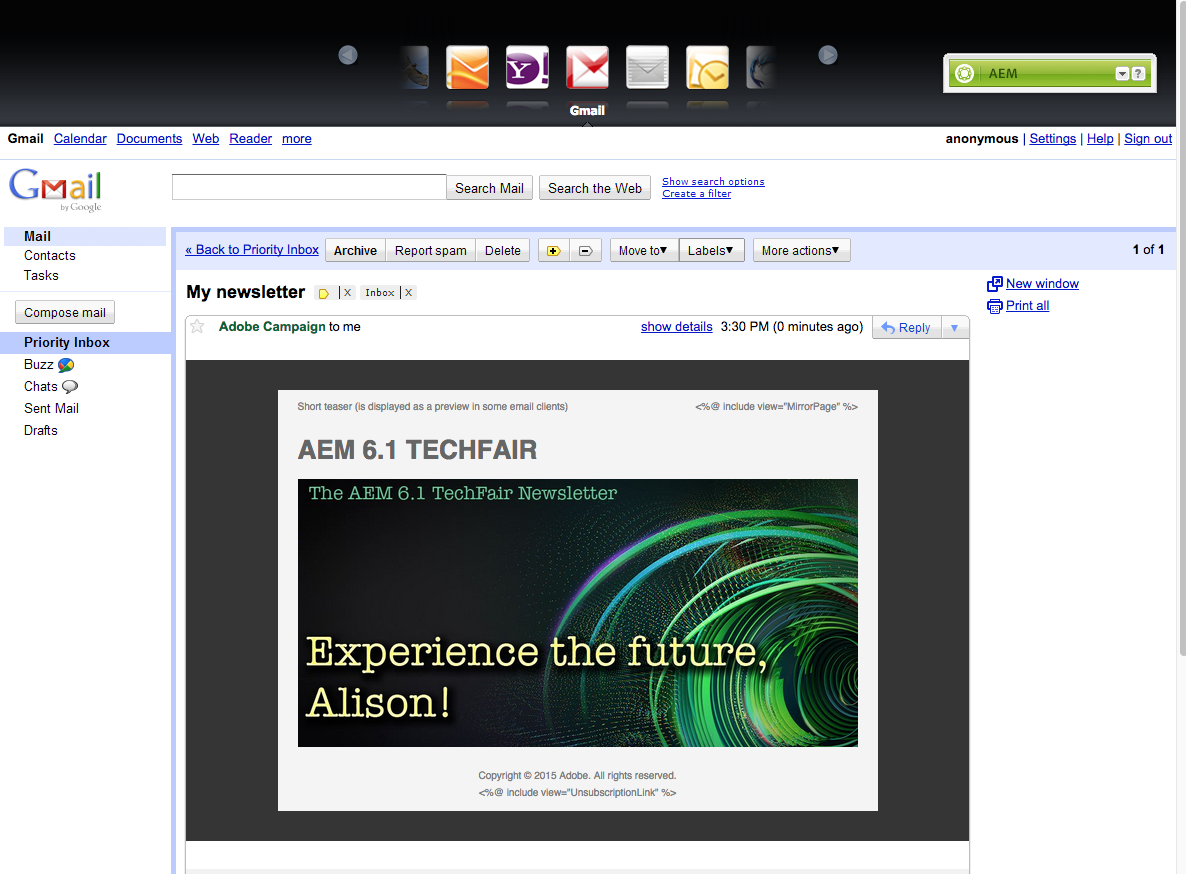 AEM
?
Gmail
Gmail Calendar Documents Web Reader more
anonymous | Settings | Help | Sign out
Gmail
by Google
Search Mail Search the Web
Show search options
Create a filter
Mail
Contacts
Tasks
Compose mail
Priority Inbox
Buzz
Chats
Sent Mail
Drafts
« Back to Priority Inbox Archive Report spam Delete Move to▾ Labels▾ More actions▾ 1 of 1
My newsletter X Inbox X
New window
Print all
Adobe Campaign to me show details 3:30 PM (0 minutes ago) Reply
Short teaser (is displayed as a preview in some email clients) <%@ include view="MirrorPage" %>
AEM 6.1 TECHFAIR
The AEM 6.1 TechFair Newsletter
Experience the future,
Alison!
Copyright © 2015 Adobe. All rights reserved.
<%@ include view="UnsubscriptionLink" %>